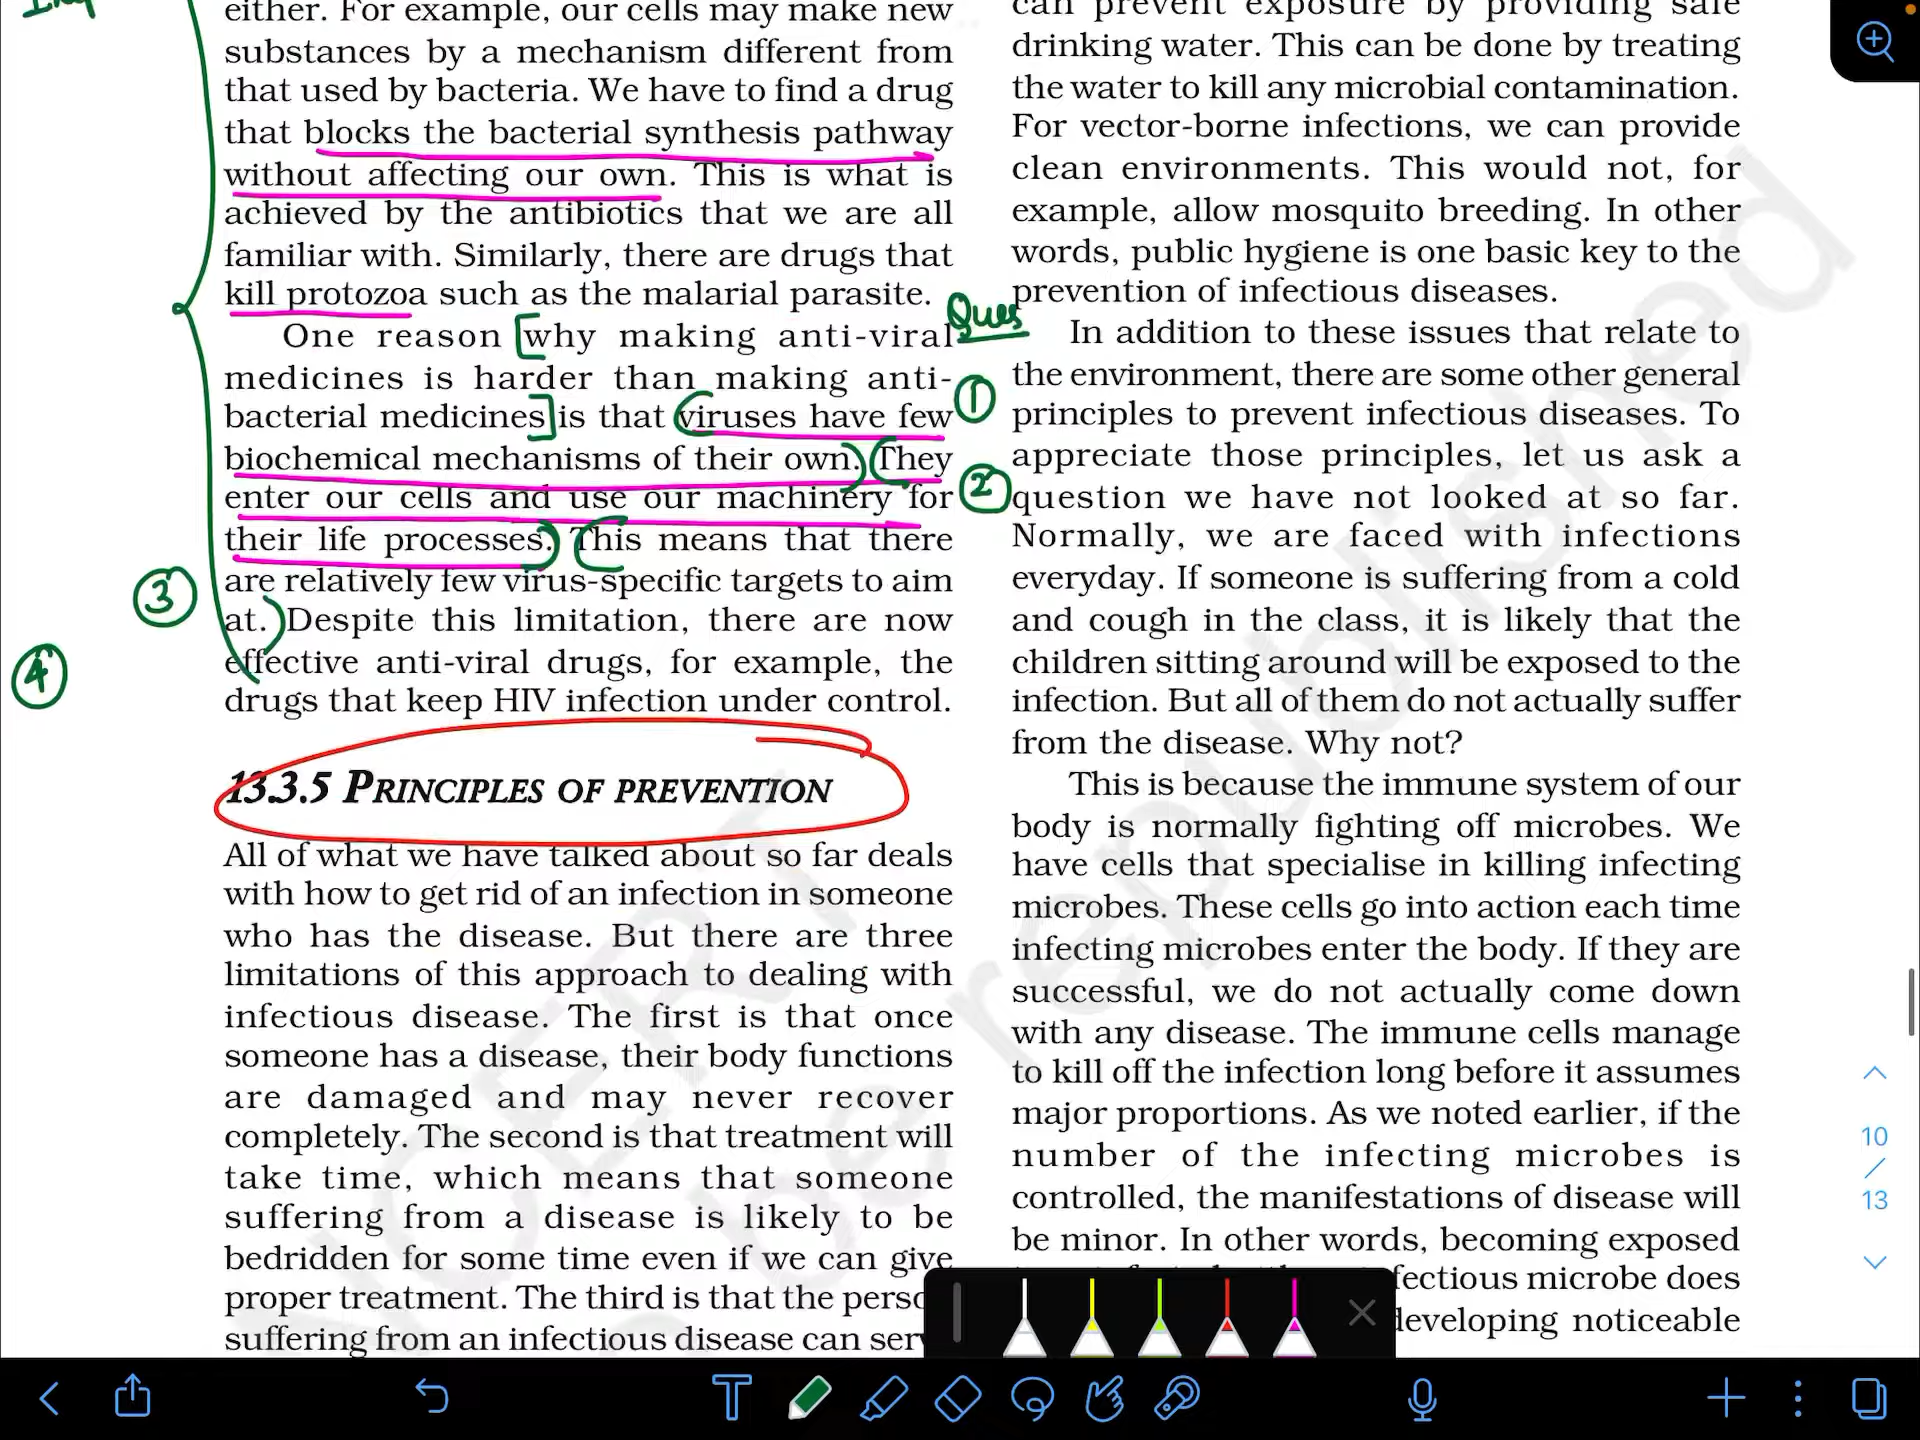 either. For example, our cells may make new
substances by a mechanism different from
that used by bacteria. We have to find a drug
that blocks the bacterial synthesis pathway
without affecting our own. This is what is
achieved by the antibiotics that we are all
familiar with. Similarly, there are drugs that
kill protozoa such as the malarial parasite.
One reason [why making anti-viral
medicines is harder than making anti-
bacterial medicines] is that (viruses have few
biochemical mechanisms of their own.) (They
enter our cells and use our machinery for
their life processes.) (This means that there
are relatively few virus-specific targets to aim
at.) Despite this limitation, there are now
effective anti-viral drugs, for example, the
drugs that keep HIV infection under control.
Ques
1
2
3
4
13.3.5 PRINCIPLES OF PREVENTION
All of what we have talked about so far deals
with how to get rid of an infection in someone
who has the disease. But there are three
limitations of this approach to dealing with
infectious disease. The first is that once
someone has a disease, their body functions
are damaged and may never recover
completely. The second is that treatment will
take time, which means that someone
suffering from a disease is likely to be
bedridden for some time even if we can give
proper treatment. The third is that the perso
suffering from an infectious disease can serv
can prevent exposure by providing safe
drinking water. This can be done by treating
the water to kill any microbial contamination.
For vector-borne infections, we can provide
clean environments. This would not, for
example, allow mosquito breeding. In other
words, public hygiene is one basic key to the
prevention of infectious diseases.
In addition to these issues that relate to
the environment, there are some other general
principles to prevent infectious diseases. To
appreciate those principles, let us ask a
question we have not looked at so far.
Normally, we are faced with infections
everyday. If someone is suffering from a cold
and cough in the class, it is likely that the
children sitting around will be exposed to the
infection. But all of them do not actually suffer
from the disease. Why not?
This is because the immune system of our
body is normally fighting off microbes. We
have cells that specialise in killing infecting
microbes. These cells go into action each time
infecting microbes enter the body. If they are
successful, we do not actually come down
with any disease. The immune cells manage
to kill off the infection long before it assumes
major proportions. As we noted earlier, if the
number of the infecting microbes is
controlled, the manifestations of disease will
be minor. In other words, becoming exposed
fectious microbe does
developing noticeable
NCERT
be republished
10
/
13
T